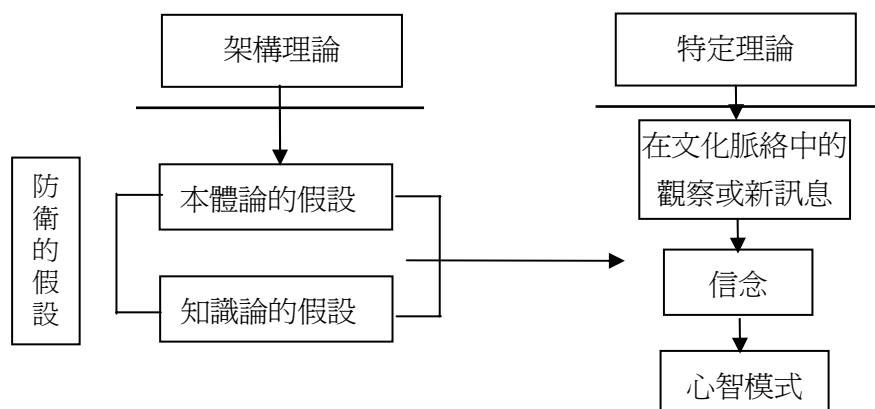 架構理論
特定理論
防衛的假設
本體論的假設
知識論的假設
在文化脈絡中的
觀察或新訊息
信念
心智模式